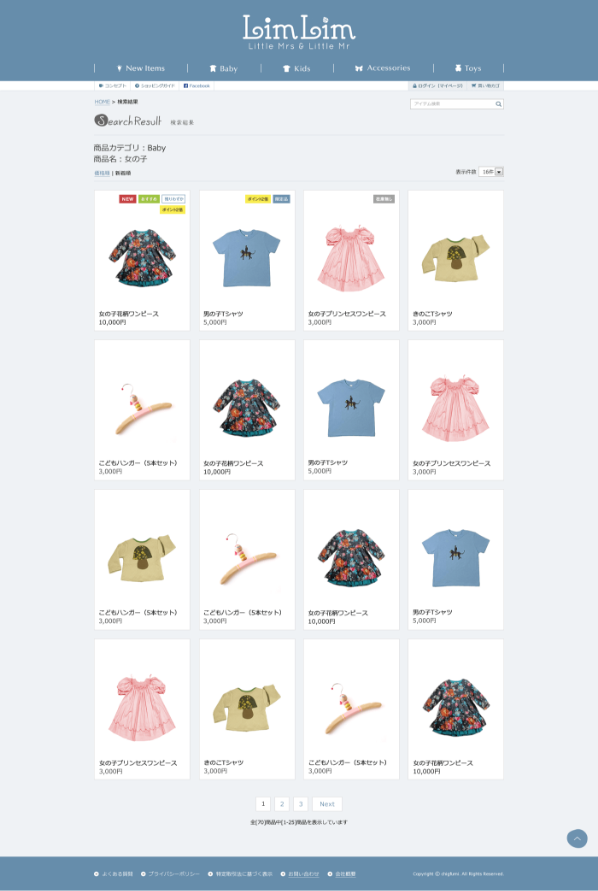 LimLim
Little Mrs & Little Mr
New Items
Baby
Kids
Accessories
Toys
コンセプト
ショッピングガイド
Facebook
ログイン（マイページ）
買い物カゴ
HOME > 検索結果
アイテム検索
Search Result 検索結果
商品カテゴリ：Baby
商品名：女の子
価格順 | 新着順
表示件数 16件
NEW おすすめ 残りわずか
ポイント2倍
ポイント2倍 限定品
在庫無し
女の子花柄ワンピース
10,000円
男の子Tシャツ
5,000円
女の子プリンセスワンピース
3,000円
きのこTシャツ
3,000円
こどもハンガー（5本セット）
3,000円
女の子花柄ワンピース
10,000円
男の子Tシャツ
5,000円
女の子プリンセスワンピース
3,000円
こどもハンガー（5本セット）
3,000円
こどもハンガー（5本セット）
3,000円
女の子花柄ワンピース
10,000円
男の子Tシャツ
5,000円
女の子プリンセスワンピース
3,000円
きのこTシャツ
3,000円
こどもハンガー（5本セット）
3,000円
女の子花柄ワンピース
10,000円
1 2 3 Next
全[70]商品中[1-25]商品を表示しています
よくある質問
プライバシーポリシー
特定商取引法に基づく表示
お問い合わせ
会社概要
All Rights Reserved.